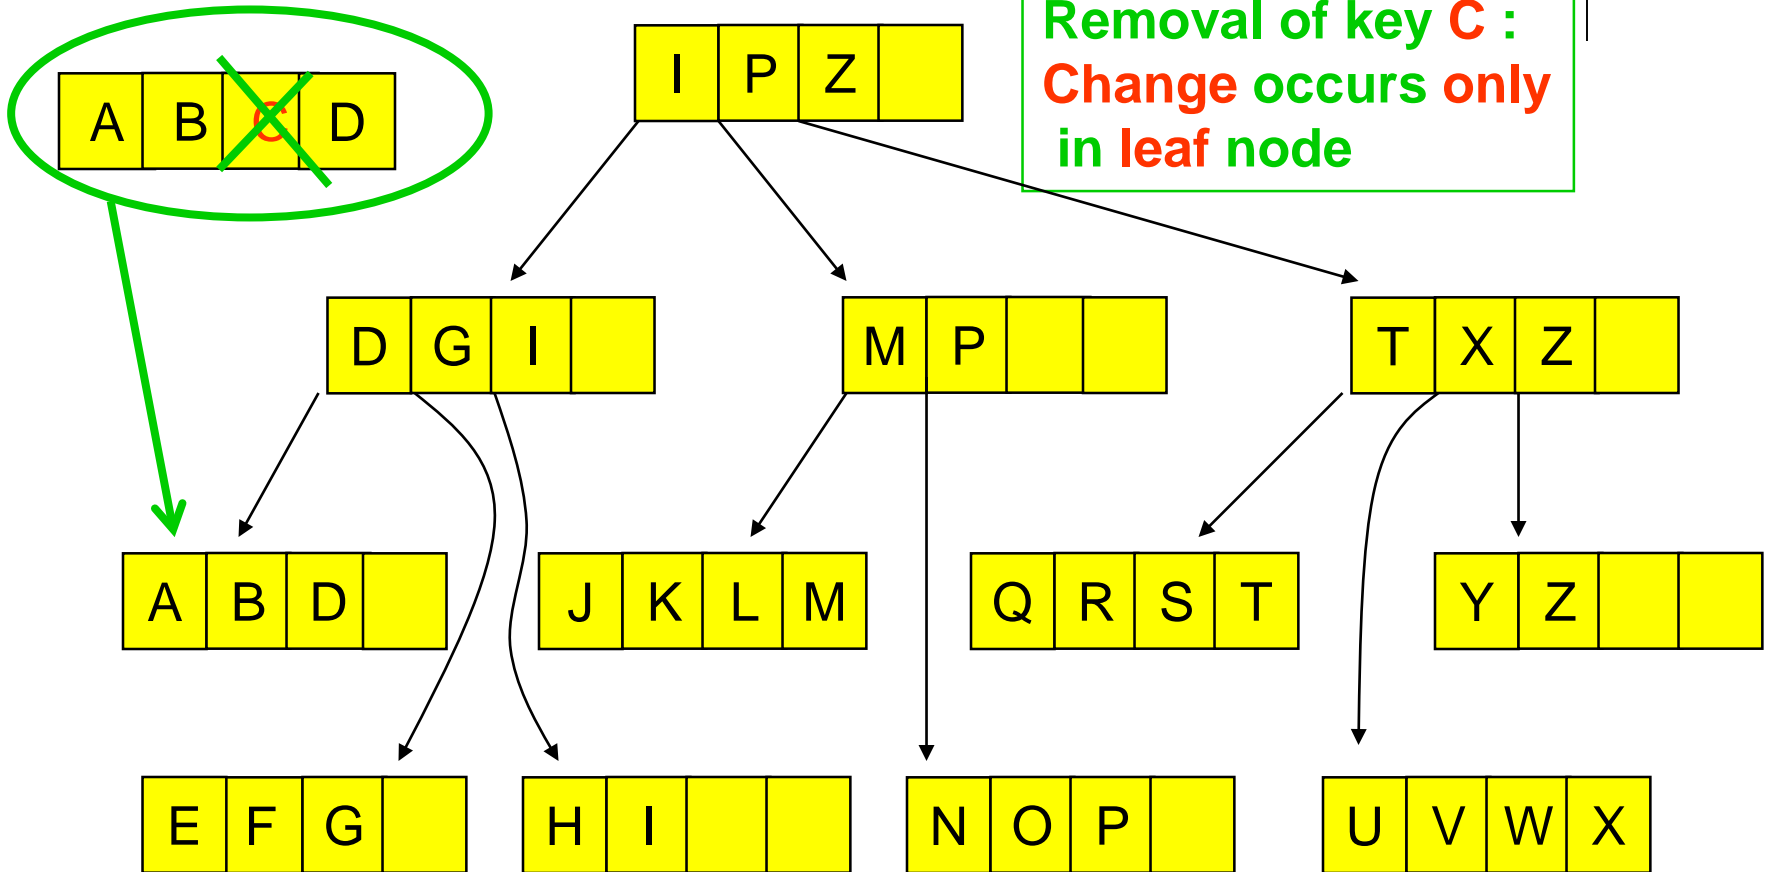 Removal of key C :
Change occurs only
in leaf node
A B C D
I P Z
D G I
M P
T X Z
A B D
J K L M
Q R S T
Y Z
E F G
H I
N O P
U V W X